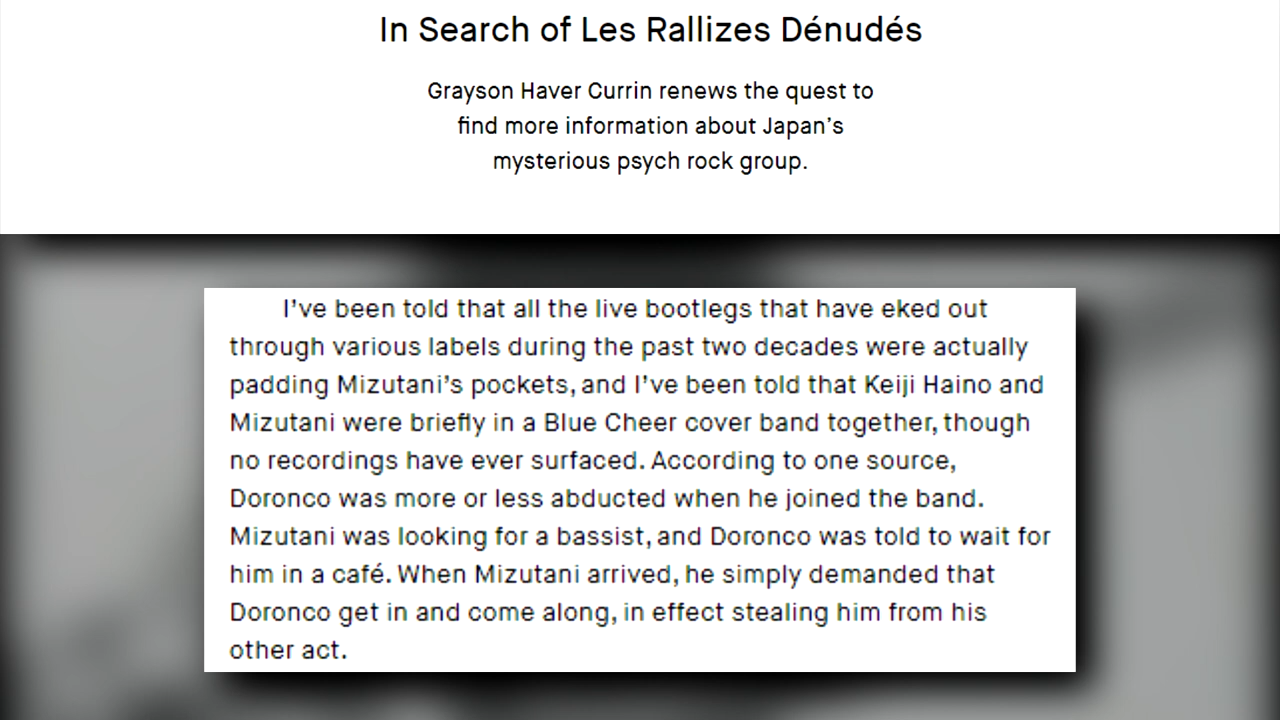 In Search of Les Rallizes Dénudés
Grayson Haver Currin renews the quest to
find more information about Japan’s
mysterious psych rock group.
I’ve been told that all the live bootlegs that have eked out
through various labels during the past two decades were actually
padding Mizutani’s pockets, and I’ve been told that Keiji Haino and
Mizutani were briefly in a Blue Cheer cover band together, though
no recordings have ever surfaced. According to one source,
Doronco was more or less abducted when he joined the band.
Mizutani was looking for a bassist, and Doronco was told to wait for
him in a café. When Mizutani arrived, he simply demanded that
Doronco get in and come along, in effect stealing him from his
other act.